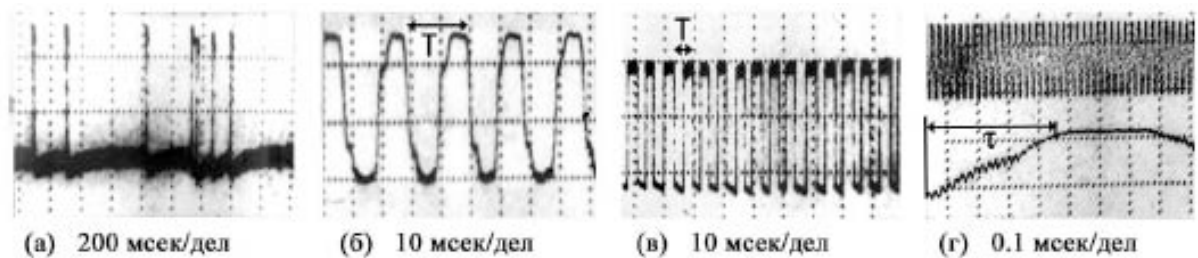 T
T
τ
(а) 200 мсек/дел
(б) 10 мсек/дел
(в) 10 мсек/дел
(г) 0.1 мсек/дел